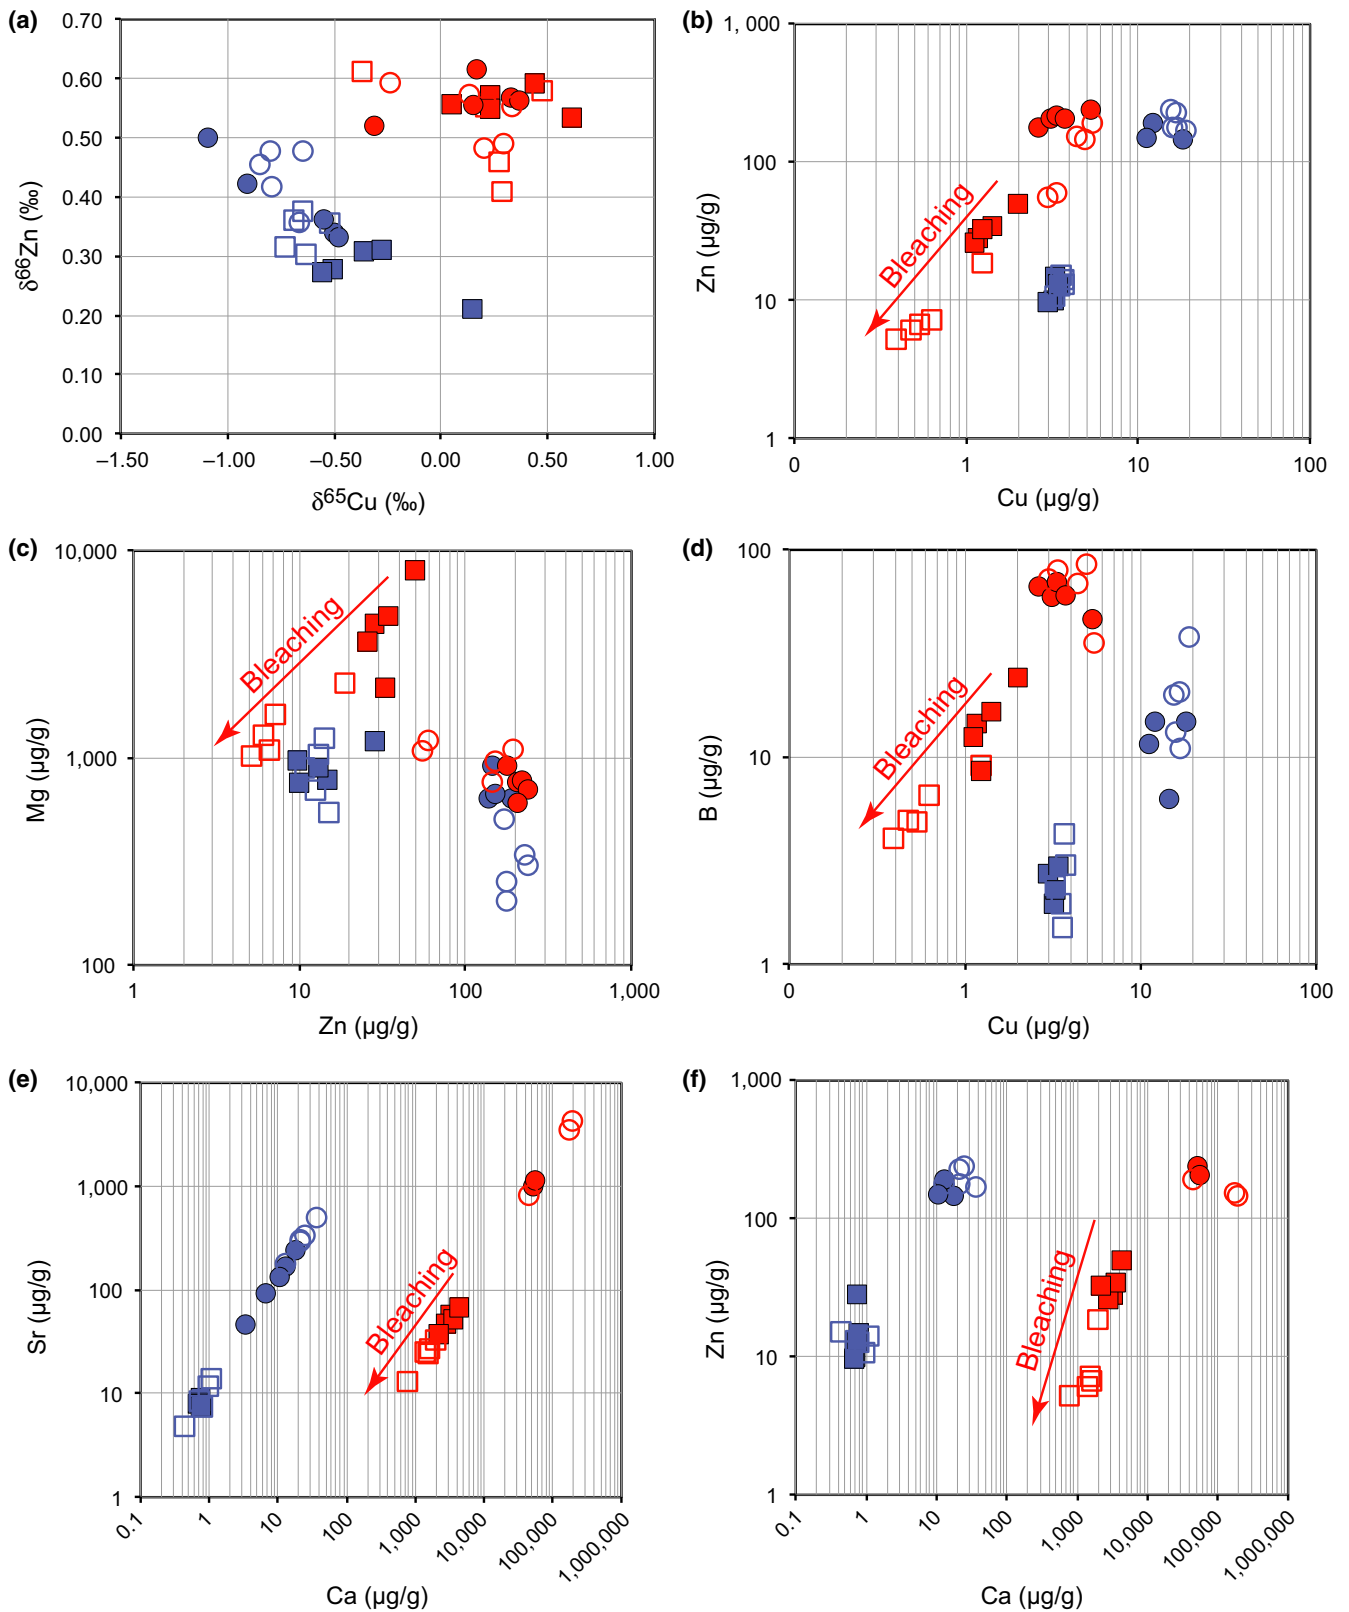 (a)
0.70
0.60
0.50
0.40
0.30
0.20
0.10
0.00
δ66Zn (‰)
–1.50 –1.00 –0.50 0.00 0.50 1.00
δ65Cu (‰)
(b)
1, 000
100
10
1
Zn (μg/g)
Bleaching
0 1 10 100
Cu (μg/g)
(c)
10,000
1,000
100
Mg (μg/g)
Bleaching
1 10 100 1,000
Zn (μg/g)
(d)
100
10
1
B (μg/g)
Bleaching
0 1 10 100
Cu (μg/g)
(e)
10,000
1,000
100
10
1
Sr (μg/g)
Bleaching
0.1 1 10 100 1,000 10,000 100,000 1,000,000
Ca (μg/g)
(f)
1,000
100
10
1
Zn (μg/g)
Bleaching
0.1 1 10 100 1,000 10,000 100,000 1,000,000
Ca (μg/g)